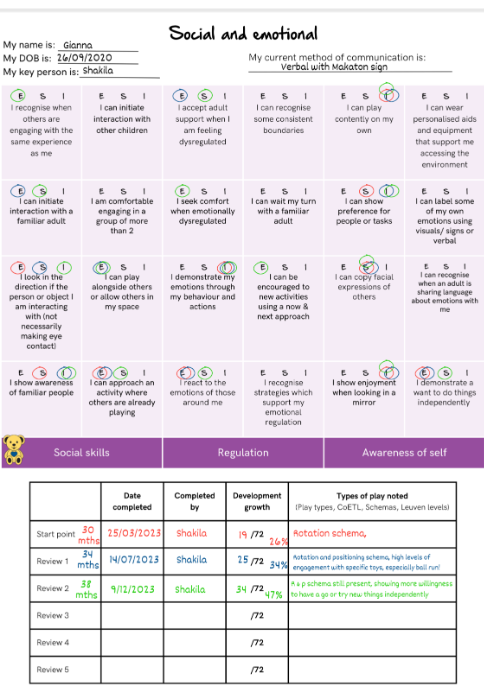 Social and emotional
My name is: Gianna
My DOB is: 26/09/2020
My key person is: Shakila
My current method of communication is:
Verbal with Makaton sign
E S I
I recognise when
others are
engaging with the
same experience
as me
E S I
I can initiate
interaction with
other children
E S I
I accept adult
support when I
am feeling
dysregulated
E S I
I can recognise
some consistent
boundaries
E S I
I can play
contently on my
own
E S I
I can wear
personalised aids
and equipment
that support me
accessing the
environment
E S I
I can initiate
interaction with a
familiar adult
E S I
I am comfortable
engaging in a
group of more
than 2
E S I
I seek comfort
when emotionally
dysregulated
E S I
I can wait my turn
with a familiar
adult
E S I
I can show
preference for
people or tasks
E S I
I can label some
of my own
emotions using
visuals/ signs or
verbal
E S I
I look in the
direction if the
person or object I
am interacting
with (not
necessarily
making eye
contact)
E S I
I can play
alongside others
or allow others in
my space
E S I
I demonstrate my
emotions through
my behaviour and
actions
E S I
I can be
encouraged to
new activities
using a now &
next approach
E S I
I can copy facial
expressions of
others
E S I
I can recognise
when an adult is
sharing language
about emotions with
me
E S I
I show awareness
of familiar people
E S I
I can approach an
activity where
others are already
playing
E S I
I react to the
emotions of those
around me
E S I
I recognise
strategies which
support my
emotional
regulation
E S I
I show enjoyment
when looking in a
mirror
E S I
I demonstrate a
want to do things
independently
Social skills
Regulation
Awareness of self
Date
completed
Completed
by
Development
growth
Types of play noted
(Play types, CoETL, Schemas, Leuven levels)
Start point 30
mths
25/03/2023
Shakila
19 /72
26%
Rotation schema,
Review 1 34
mths
14/07/2023
Shakila
25 /72 34%
Rotation and positioning schema, high levels of
engagement with specific toys, especially ball run!
Review 2 38
mths
9/12/2023
Shakila
34 /72 47%
R & p schema still present, showing more willingness
to have a go or try new things independently
Review 3
/72
Review 4
/72
Review 5
/72